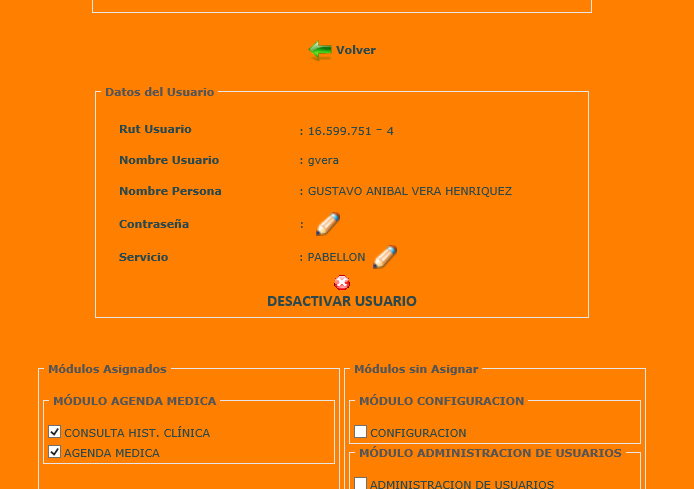 Volver
Datos del Usuario
Rut Usuario : 16.599.751 - 4
Nombre Usuario : gvera
Nombre Persona : GUSTAVO ANIBAL VERA HENRIQUEZ
Contraseña :
Servicio : PABELLON
DESACTIVAR USUARIO
Módulos Asignados
MÓDULO AGENDA MEDICA
CONSULTA HIST. CLÍNICA
AGENDA MEDICA
Módulos sin Asignar
MÓDULO CONFIGURACION
CONFIGURACION
MÓDULO ADMINISTRACION DE USUARIOS
ADMINISTRACION DE USUARIOS